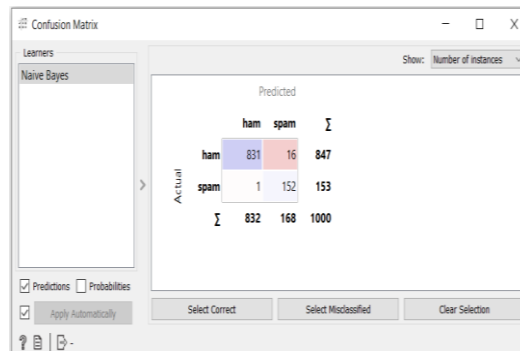 Confusion Matrix
Learners
Naive Bayes
Show: Number of instances
Predicted
ham spam Σ
Actual
ham 831 16 847
spam 1 152 153
Σ 832 168 1000
Predictions Probabilities
Apply Automatically
Select Correct Select Misclassified Clear Selection